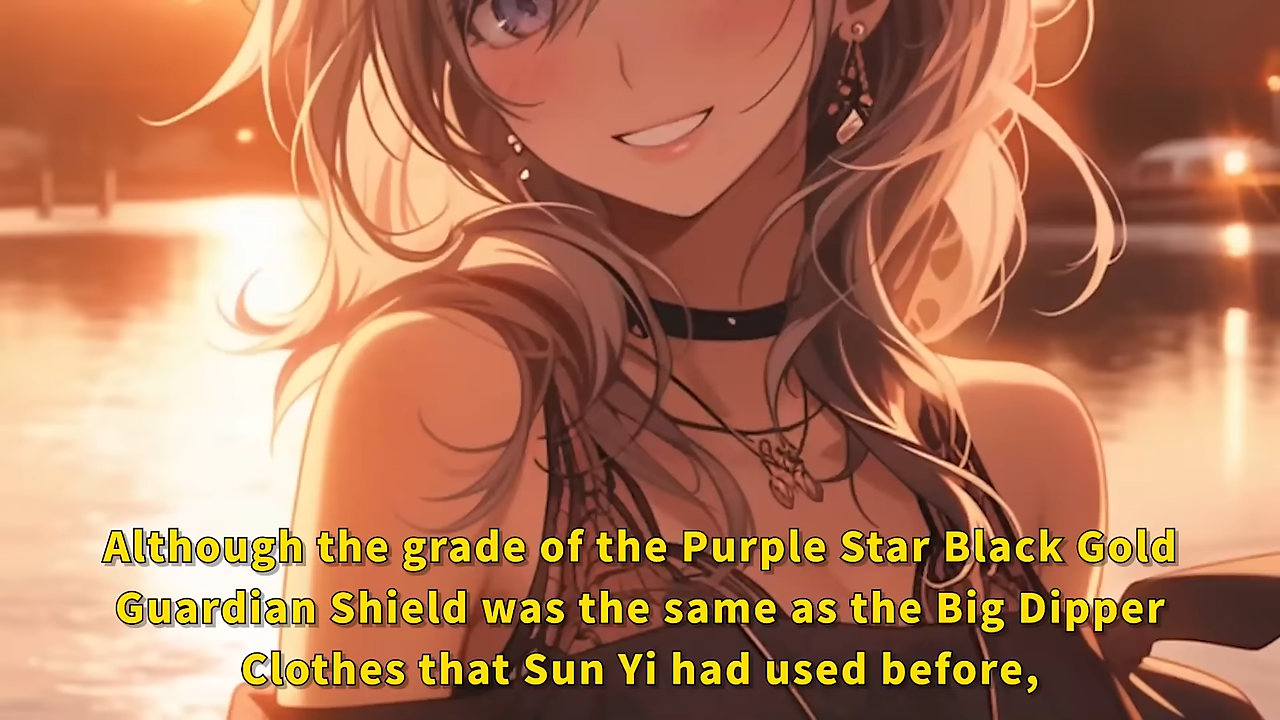 Although the grade of the Purple Star Black Gold
Guardian Shield was the same as the Big Dipper
Clothes that Sun Yi had used before,